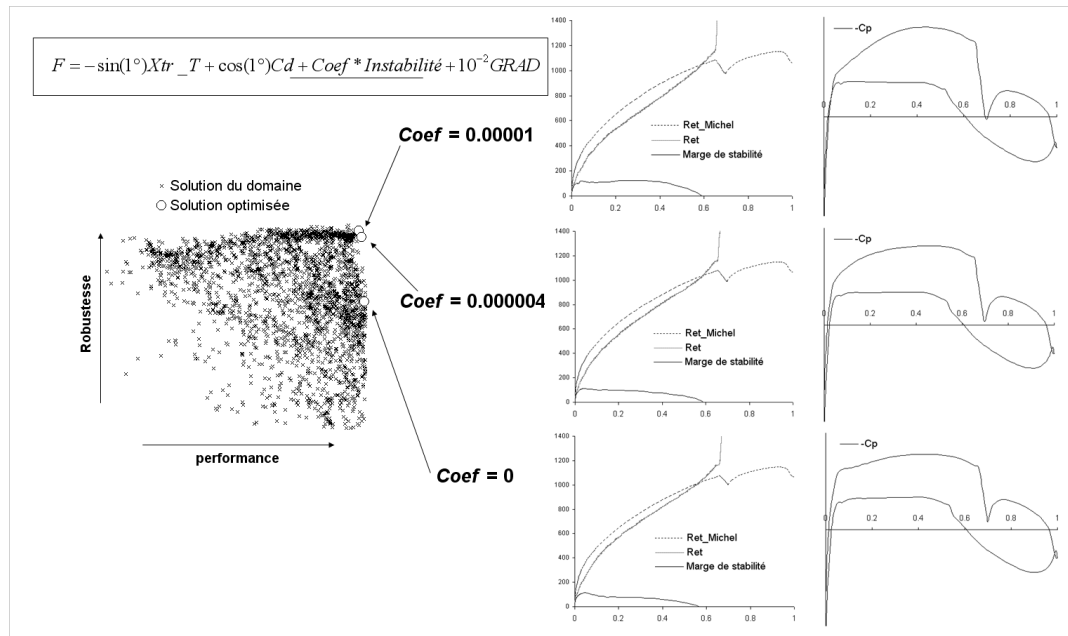 F = −sin(1°)Xtr _T + cos(1°)Cd + Coef * Instabilité + 10⁻² GRAD
Coef = 0.00001
× Solution du domaine
○ Solution optimisée
Coef = 0.000004
Coef = 0
Robustesse
performance
1400
1200
1000
800
600
400
200
0
Ret_Michel
Ret
Marge de stabilité
0 0.2 0.4 0.6 0.8 1
-Cp
0 0.2 0.4 0.6 0.8 1
1400
1200
1000
800
600
400
200
0
Ret_Michel
Ret
Marge de stabilité
0 0.2 0.4 0.6 0.8 1
-Cp
0 0.2 0.4 0.6 0.8 1
1400
1200
1000
800
600
400
200
0
Ret_Michel
Ret
Marge de stabilité
0 0.2 0.4 0.6 0.8 1
-Cp
0 0.2 0.4 0.6 0.8 1